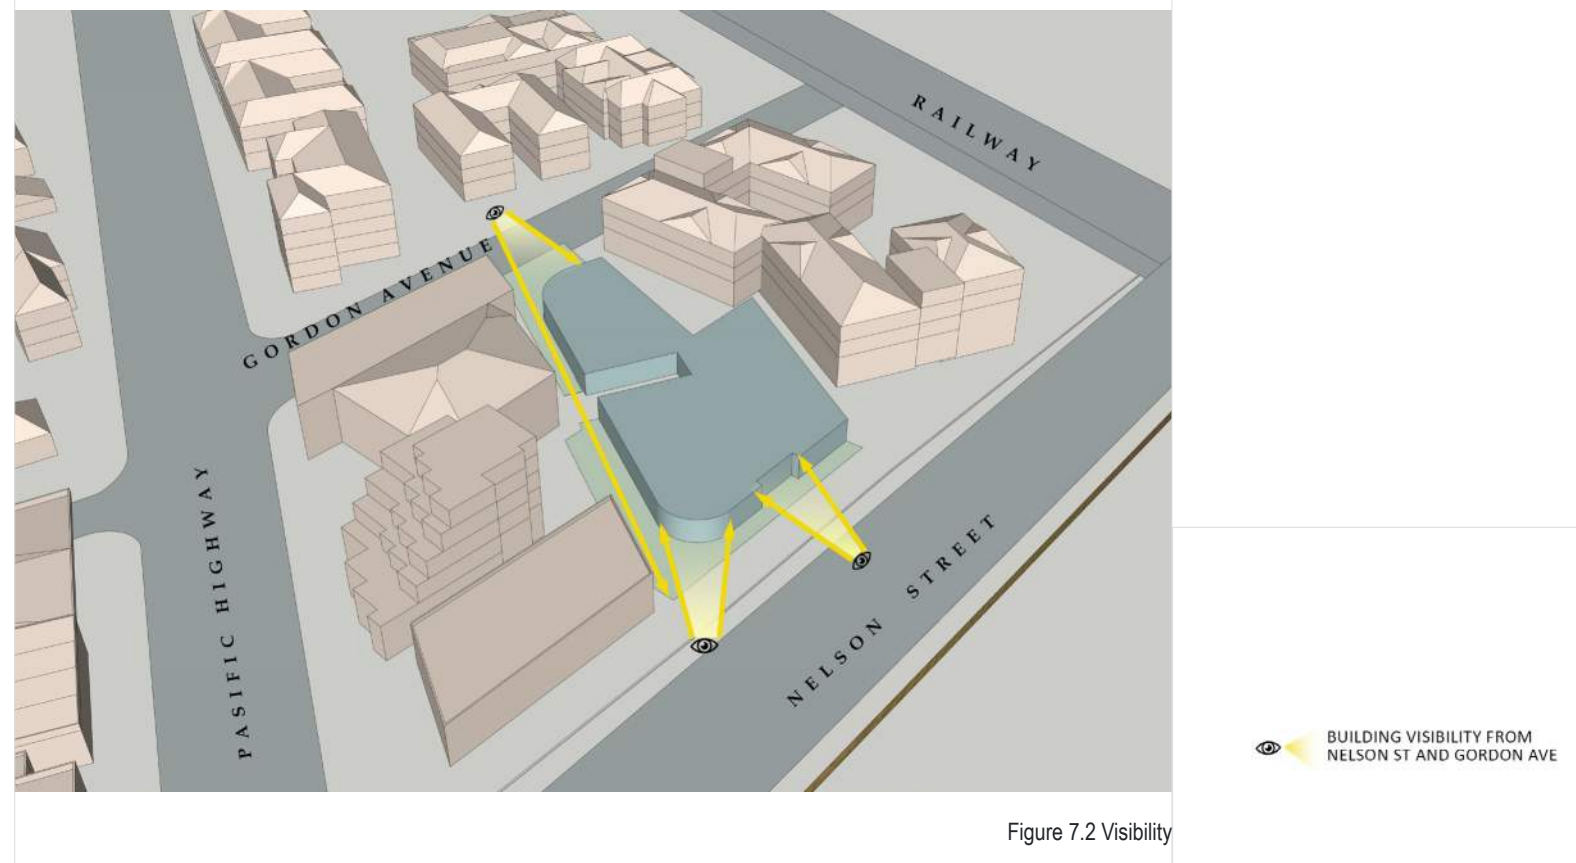 RAILWAY
GORDON AVENUE
PASIFIC HIGHWAY
NELSON STREET
BUILDING VISIBILITY FROM
NELSON ST AND GORDON AVE
Figure 7.2 Visibility